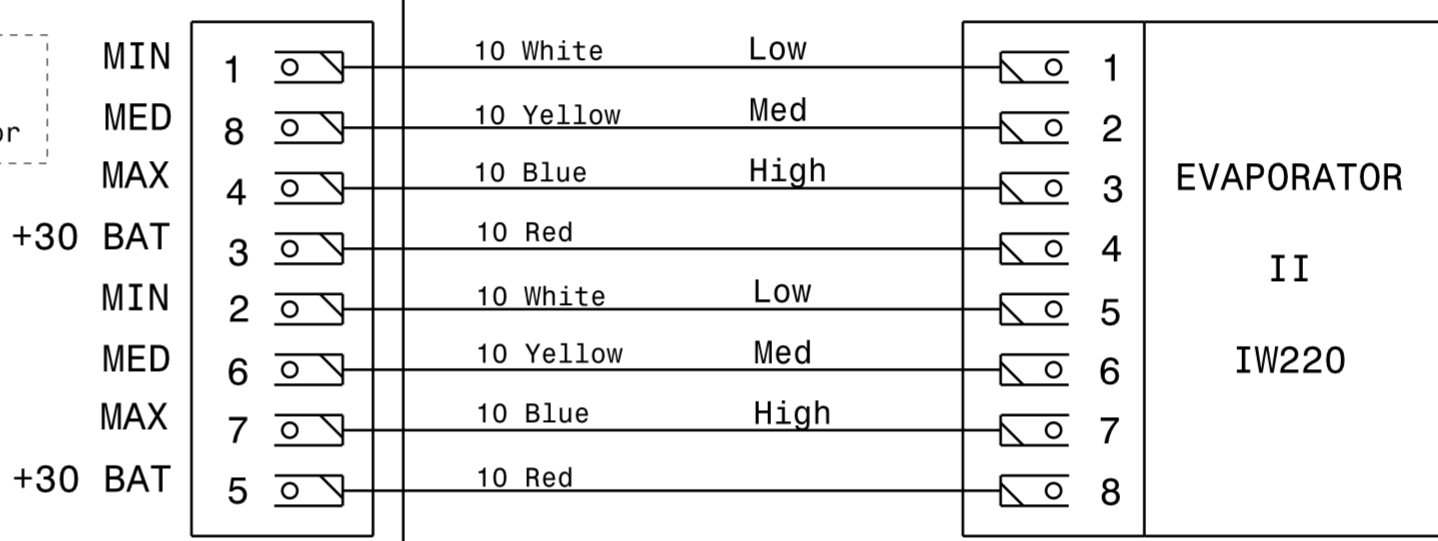 MIN 1 10 White Low 1
MED 8 10 Yellow Med 2
or
MAX 4 10 Blue High 3
EVAPORATOR
+30 BAT 3 10 Red 4
II
MIN 2 10 White Low 5
MED 6 10 Yellow Med 6
IW220
MAX 7 10 Blue High 7
+30 BAT 5 10 Red 8